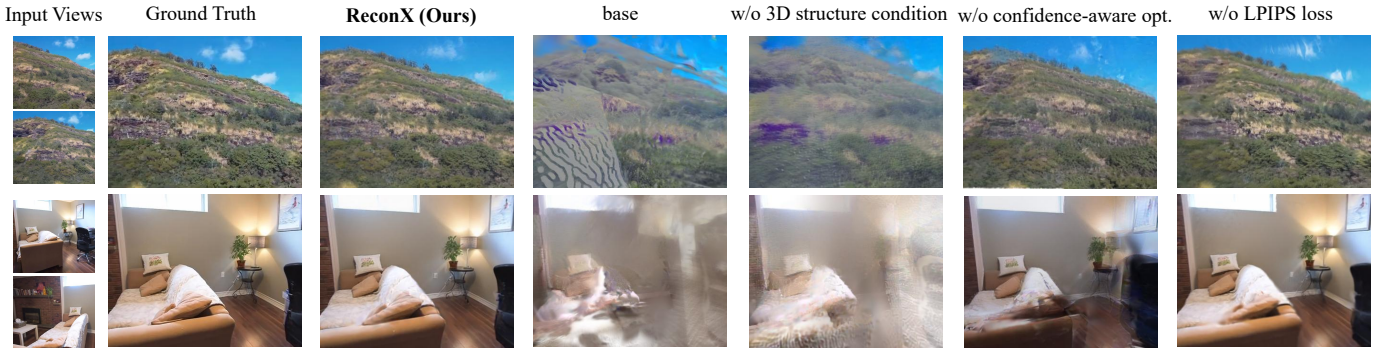 Input Views
Ground Truth
ReconX (Ours)
base
w/o 3D structure condition
w/o confidence-aware opt.
w/o LPIPS loss